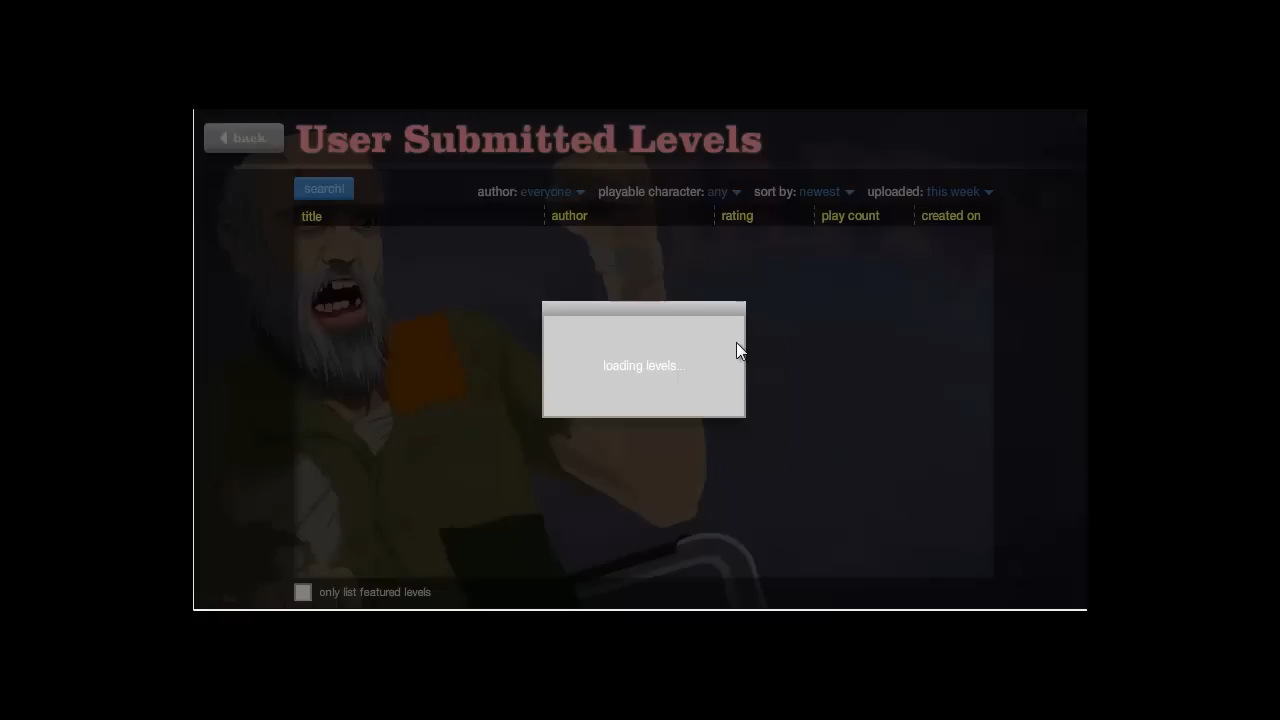 back
User Submitted Levels
search!
author: everyone playable character: any sort by: newest uploaded: this week
title author rating play count created on
loading levels...
only list featured levels